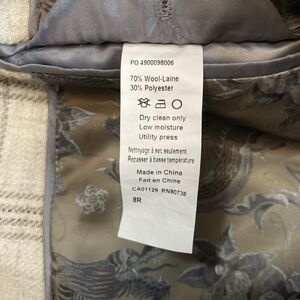 PO 4900098006
70% Wool-Laine
30% Polyester
Dry clean only
Low moisture
Utility press
Nettoyage à sec seulement
Repasser à basse température
Made in China
Fait en Chine
CA01129 RN90738
8R